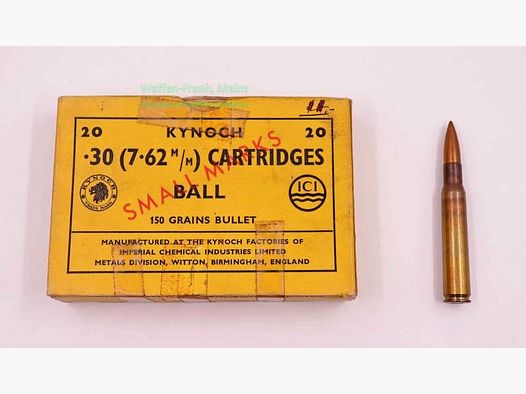 Waffen-Frank, Mainz
20 KYNOCH 20
·30 (7·62 M/M) CARTRIDGES
SMALL MARKS
BALL
KYNOCH
ICI
150 GRAINS BULLET
MANUFACTURED AT THE KYNOCH FACTORIES OF
IMPERIAL CHEMICAL INDUSTRIES LIMITED
METALS DIVISION, WITTON, BIRMINGHAM, ENGLAND